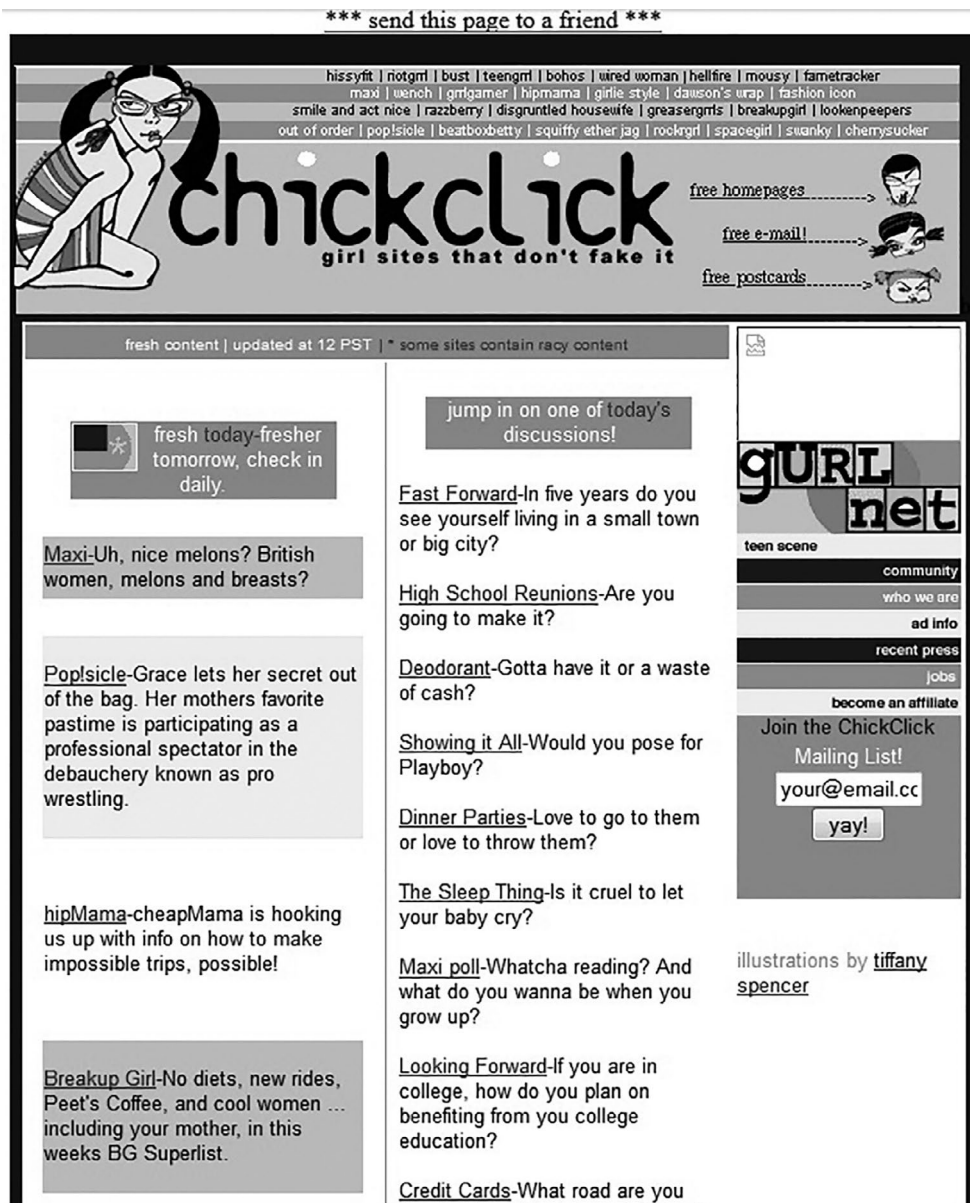 *** send this page to a friend ***
hissyfit | riotgrrl | bust | teengrrl | bohos | wired woman | hellfire | mousy | fametracker
maxi | wench | grrlgamer | hipmama | girlie style | dawson's wrap | fashion icon
smile and act nice | razzberry | disgruntled housewife | greasergrrls | breakupgirl | lookenpeepers
out of order | pop!sicle | beatboxbetty | squiffy ether jag | rockrgrl | spacegirl | swanky | cherrysucker
chickclick
girl sites that don't fake it
free homepages-------->
free e-mail!-------->
free postcards-------->
fresh content | updated at 12 PST | * some sites contain racy content
fresh today-fresher
tomorrow, check in
daily.
Maxi-Uh, nice melons? British
women, melons and breasts?
Pop!sicle-Grace lets her secret out
of the bag. Her mothers favorite
pastime is participating as a
professional spectator in the
debauchery known as pro
wrestling.
hipMama-cheapMama is hooking
us up with info on how to make
impossible trips, possible!
Breakup Girl-No diets, new rides,
Peet's Coffee, and cool women ...
including your mother, in this
weeks BG Superlist.
jump in on one of today's
discussions!
Fast Forward-In five years do you
see yourself living in a small town
or big city?
High School Reunions-Are you
going to make it?
Deodorant-Gotta have it or a waste
of cash?
Showing it All-Would you pose for
Playboy?
Dinner Parties-Love to go to them
or love to throw them?
The Sleep Thing-Is it cruel to let
your baby cry?
Maxi poll-Whatcha reading? And
what do you wanna be when you
grow up?
Looking Forward-If you are in
college, how do you plan on
benefiting from you college
education?
Credit Cards-What road are you
gURL
net
teen scene
community
who we are
ad info
recent press
jobs
become an affiliate
Join the ChickClick
Mailing List!
your@email.cc
yay!
illustrations by tiffany
spencer